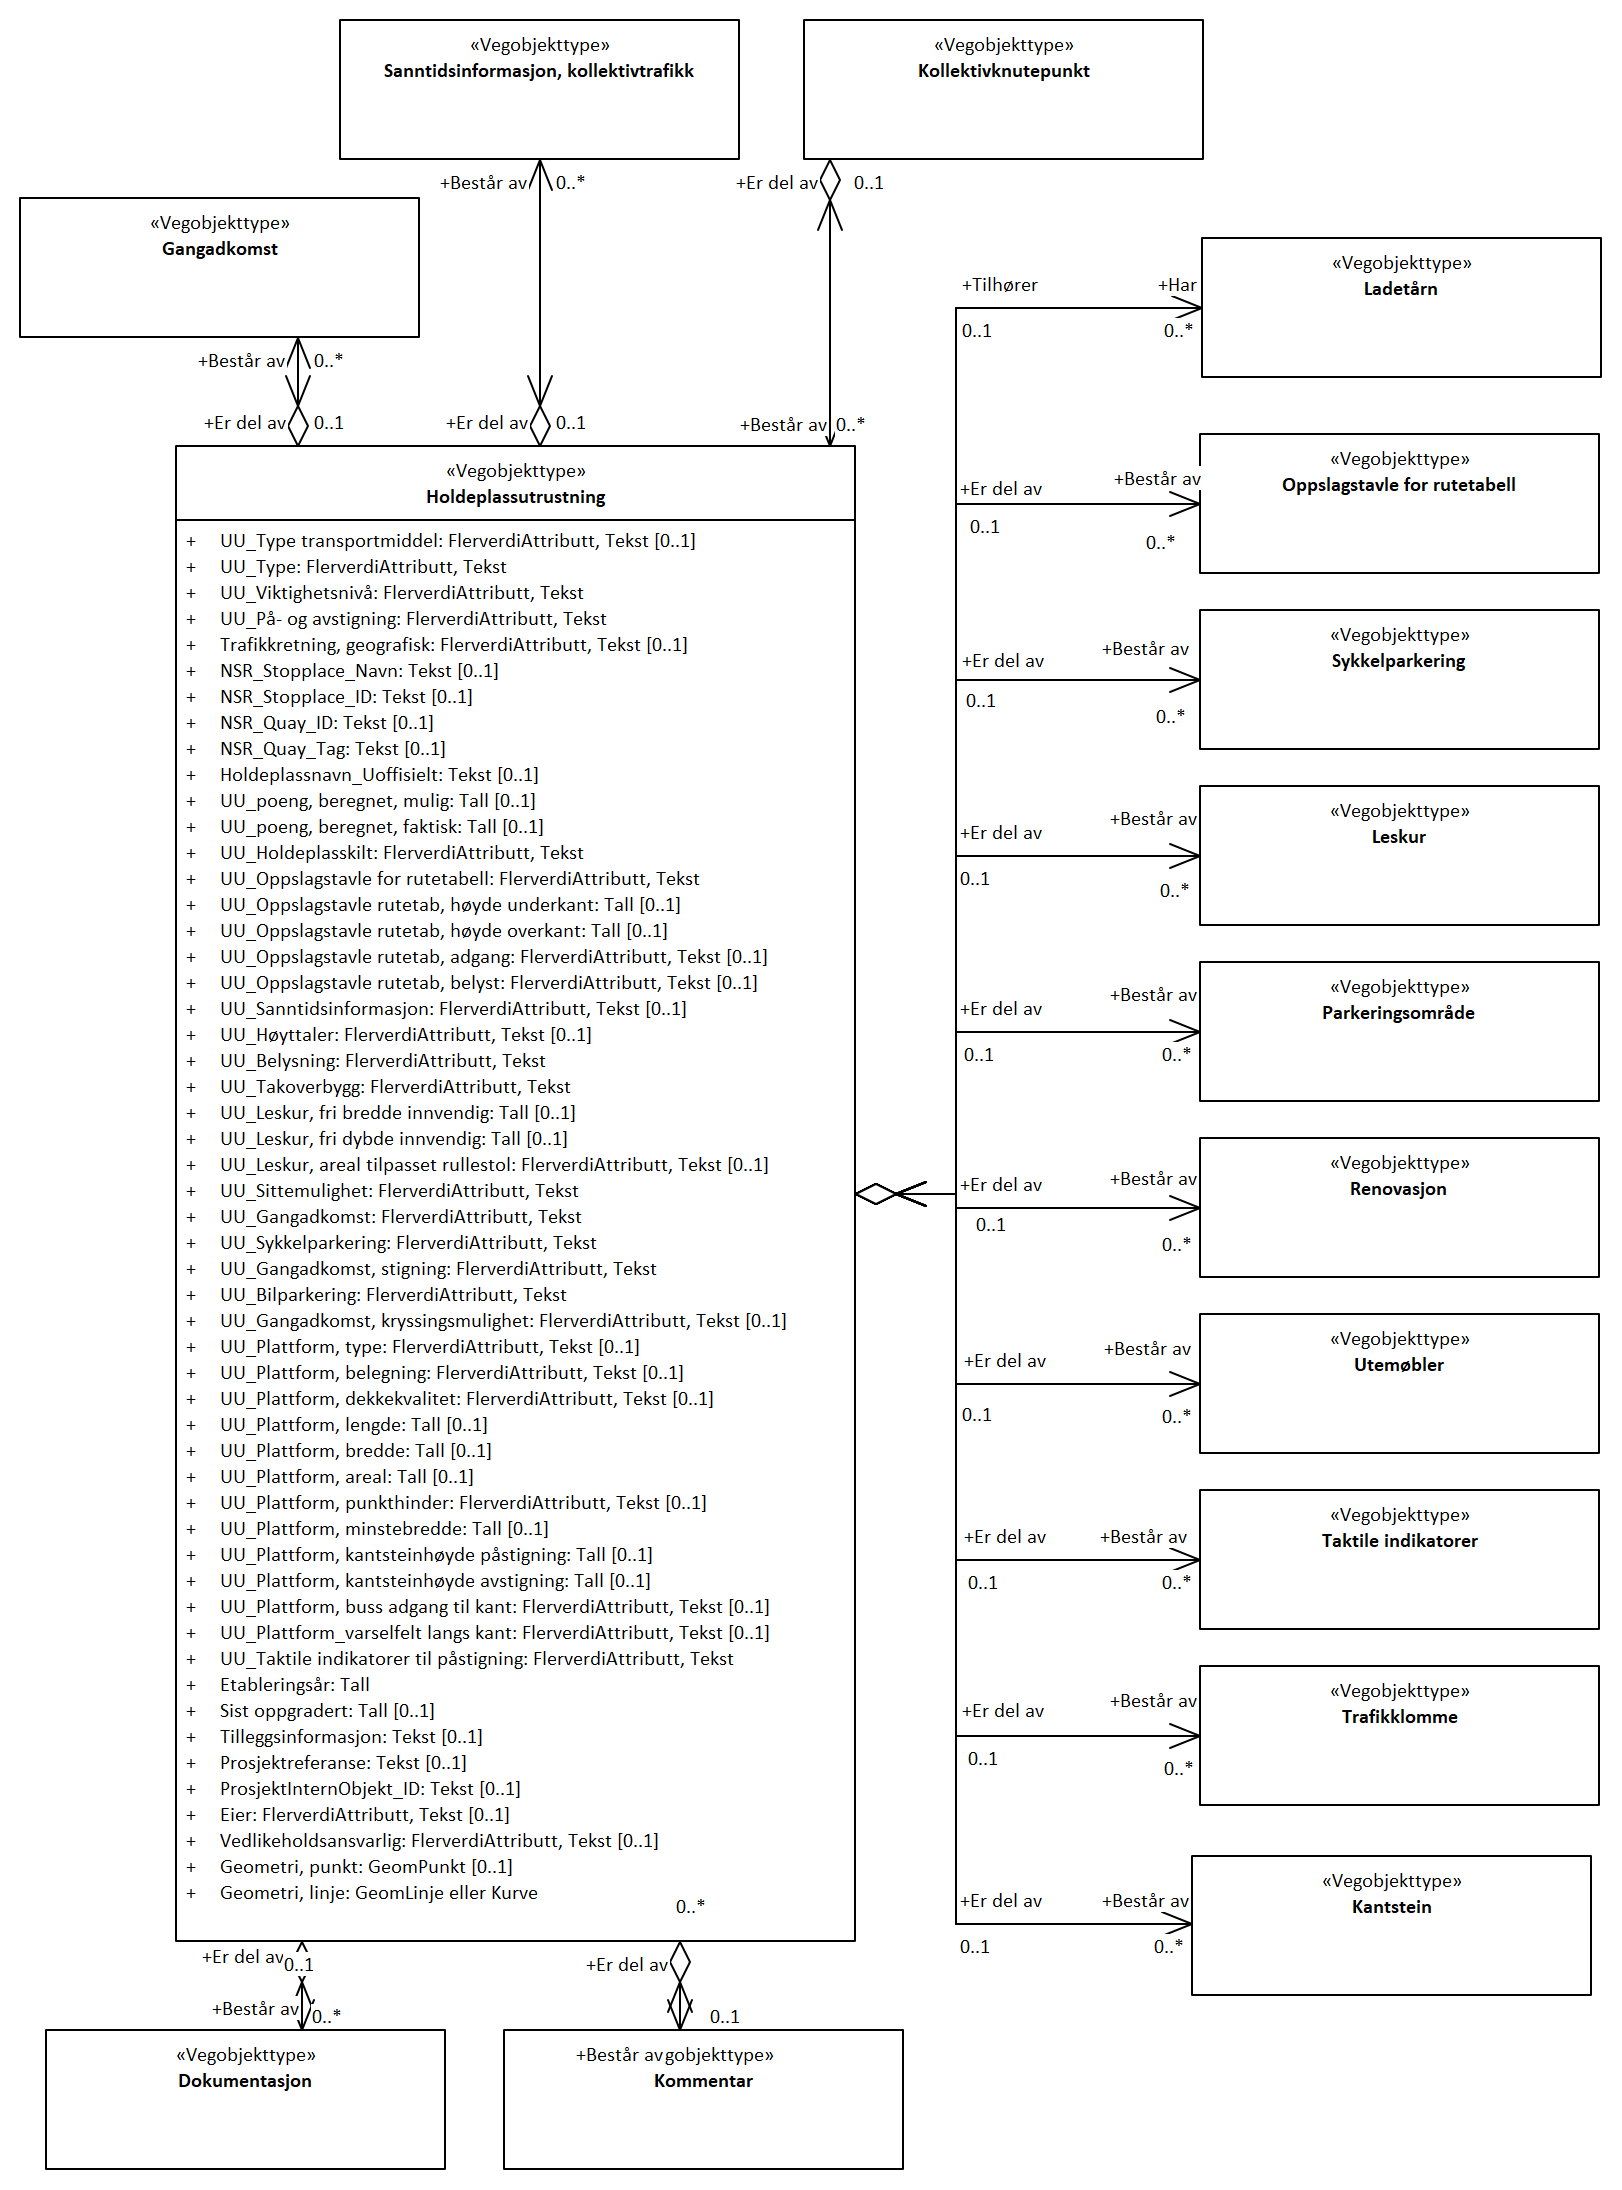 «Vegobjekttype»
Sanntidsinformasjon, kollektivtrafikk
«Vegobjekttype»
Kollektivknutepunkt
+Består av
0..*
+Er del av
0..1
«Vegobjekttype»
Gangadkomst
+Består av
0..*
+Er del av
0..1
+Er del av
0..1
+Består av
0..*
«Vegobjekttype»
Holdeplassutrustning
+ UU_Type transportmiddel: FlerverdiAttributt, Tekst [0..1]
+ UU_Type: FlerverdiAttributt, Tekst
+ UU_Viktighetsnivå: FlerverdiAttributt, Tekst
+ UU_På- og avstigning: FlerverdiAttributt, Tekst
+ Trafikkretning, geografisk: FlerverdiAttributt, Tekst [0..1]
+ NSR_Stopplace_Navn: Tekst [0..1]
+ NSR_Stopplace_ID: Tekst [0..1]
+ NSR_Quay_ID: Tekst [0..1]
+ NSR_Quay_Tag: Tekst [0..1]
+ Holdeplassnavn_Uoffisielt: Tekst [0..1]
+ UU_poeng, beregnet, mulig: Tall [0..1]
+ UU_poeng, beregnet, faktisk: Tall [0..1]
+ UU_Holdeplasskilt: FlerverdiAttributt, Tekst
+ UU_Oppslagstavle for rutetabell: FlerverdiAttributt, Tekst
+ UU_Oppslagstavle rutetab, høyde underkant: Tall [0..1]
+ UU_Oppslagstavle rutetab, høyde overkant: Tall [0..1]
+ UU_Oppslagstavle rutetab, adgang: FlerverdiAttributt, Tekst [0..1]
+ UU_Oppslagstavle rutetab, belyst: FlerverdiAttributt, Tekst [0..1]
+ UU_Sanntidsinformasjon: FlerverdiAttributt, Tekst [0..1]
+ UU_Høyttaler: FlerverdiAttributt, Tekst [0..1]
+ UU_Belysning: FlerverdiAttributt, Tekst
+ UU_Takoverbygg: FlerverdiAttributt, Tekst
+ UU_Leskur, fri bredde innvendig: Tall [0..1]
+ UU_Leskur, fri dybde innvendig: Tall [0..1]
+ UU_Leskur, areal tilpasset rullestol: FlerverdiAttributt, Tekst [0..1]
+ UU_Sittemulighet: FlerverdiAttributt, Tekst
+ UU_Gangadkomst: FlerverdiAttributt, Tekst
+ UU_Sykkelparkering: FlerverdiAttributt, Tekst
+ UU_Gangadkomst, stigning: FlerverdiAttributt, Tekst
+ UU_Bilparkering: FlerverdiAttributt, Tekst
+ UU_Gangadkomst, kryssingsmulighet: FlerverdiAttributt, Tekst [0..1]
+ UU_Plattform, type: FlerverdiAttributt, Tekst [0..1]
+ UU_Plattform, belegning: FlerverdiAttributt, Tekst [0..1]
+ UU_Plattform, dekkekvalitet: FlerverdiAttributt, Tekst [0..1]
+ UU_Plattform, lengde: Tall [0..1]
+ UU_Plattform, bredde: Tall [0..1]
+ UU_Plattform, areal: Tall [0..1]
+ UU_Plattform, punkthinder: FlerverdiAttributt, Tekst [0..1]
+ UU_Plattform, minstebredde: Tall [0..1]
+ UU_Plattform, kantsteinhøyde påstigning: Tall [0..1]
+ UU_Plattform, kantsteinhøyde avstigning: Tall [0..1]
+ UU_Plattform, buss adgang til kant: FlerverdiAttributt, Tekst [0..1]
+ UU_Plattform_varselfelt langs kant: FlerverdiAttributt, Tekst [0..1]
+ UU_Taktile indikatorer til påstigning: FlerverdiAttributt, Tekst
+ Etableringsår: Tall
+ Sist oppgradert: Tall [0..1]
+ Tilleggsinformasjon: Tekst [0..1]
+ Prosjektreferanse: Tekst [0..1]
+ ProsjektInternObjekt_ID: Tekst [0..1]
+ Eier: FlerverdiAttributt, Tekst [0..1]
+ Vedlikeholdsansvarlig: FlerverdiAttributt, Tekst [0..1]
+ Geometri, punkt: GeomPunkt [0..1]
+ Geometri, linje: GeomLinje eller Kurve
0..*
+Tilhører
+Har
0..1
0..*
«Vegobjekttype»
Ladetårn
+Er del av
+Består av
0..1
0..*
«Vegobjekttype»
Oppslagstavle for rutetabell
+Er del av
+Består av
0..1
0..*
«Vegobjekttype»
Sykkelparkering
+Er del av
+Består av
0..1
0..*
«Vegobjekttype»
Leskur
+Er del av
+Består av
0..1
0..*
«Vegobjekttype»
Parkeringsområde
+Er del av
+Består av
0..1
0..*
«Vegobjekttype»
Renovasjon
+Er del av
+Består av
0..1
0..*
«Vegobjekttype»
Utemøbler
+Er del av
+Består av
0..1
0..*
«Vegobjekttype»
Taktile indikatorer
+Er del av
+Består av
0..1
0..*
«Vegobjekttype»
Trafikklomme
+Er del av
+Består av
0..1
0..*
«Vegobjekttype»
Kantstein
+Er del av
0..1
+Består av
0..*
«Vegobjekttype»
Dokumentasjon
+Er del av
0..1
+Består av gobjekttype»
Kommentar